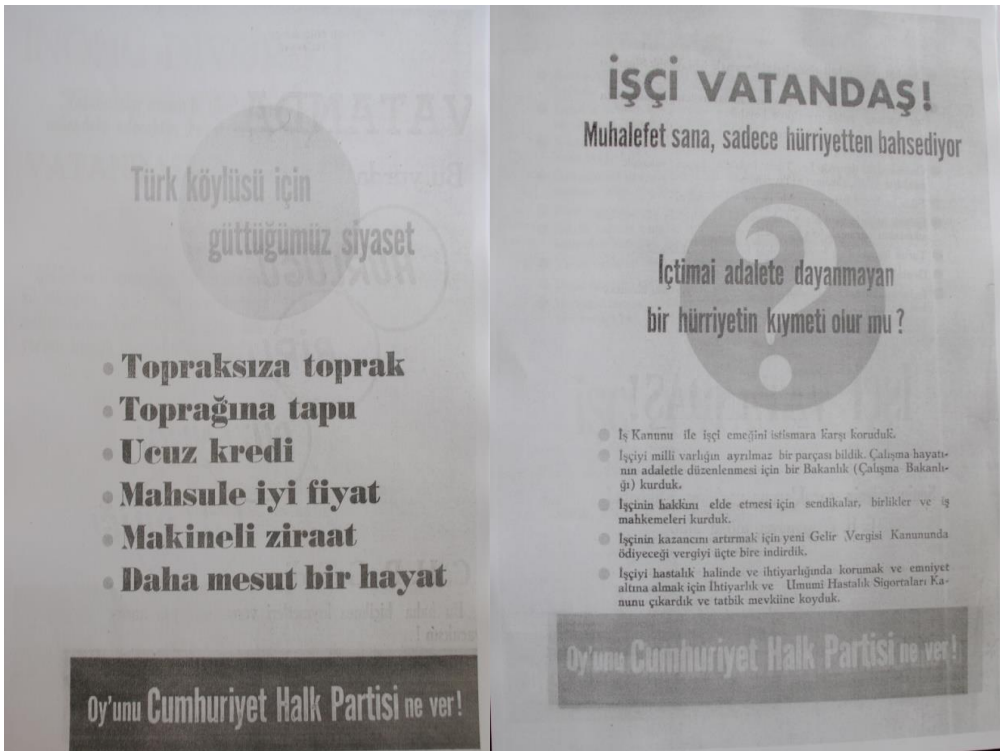 Türk köylüsü için
güttüğümüz siyaset
Topraksıza toprak
Toprağına tapu
Ucuz kredi
Mahsule iyi fiyat
Makineli ziraat
Daha mesut bir hayat
Oy'unu Cumhuriyet Halk Partisi ne ver!
İŞÇİ VATANDAŞ!
Muhalefet sana, sadece hürriyetten bahsediyor
?
İçtimai adalete dayanmayan
bir hürriyetin kıymeti olur mu ?
İş Kanunu ile işçi emeğini istismara karşı koruduk.
İşçiyi milli varlığın ayrılmaz bir parçası bildik. Çalışma hayatı-
nın adaletle düzenlenmesi için bir Bakanlık (Çalışma Bakanlı-
ğı) kurduk.
İşçinin hakkını elde etmesi için sendikalar, birlikler ve iş
mahkemeleri kurduk.
İşçinin kazancını artırmak için yeni Gelir Vergisi Kanununda
ödiyeceği vergiyi üçte bire indirdik.
İşçiyi hastalık halinde ve ihtiyarlığında korumak ve emniyet
altına almak için İhtiyarlık ve Umumi Hastalık Sigortaları Ka-
nunu çıkardık ve tatbik mevkiine koyduk.
Oy'unu Cumhuriyet Halk Partisi ne ver!